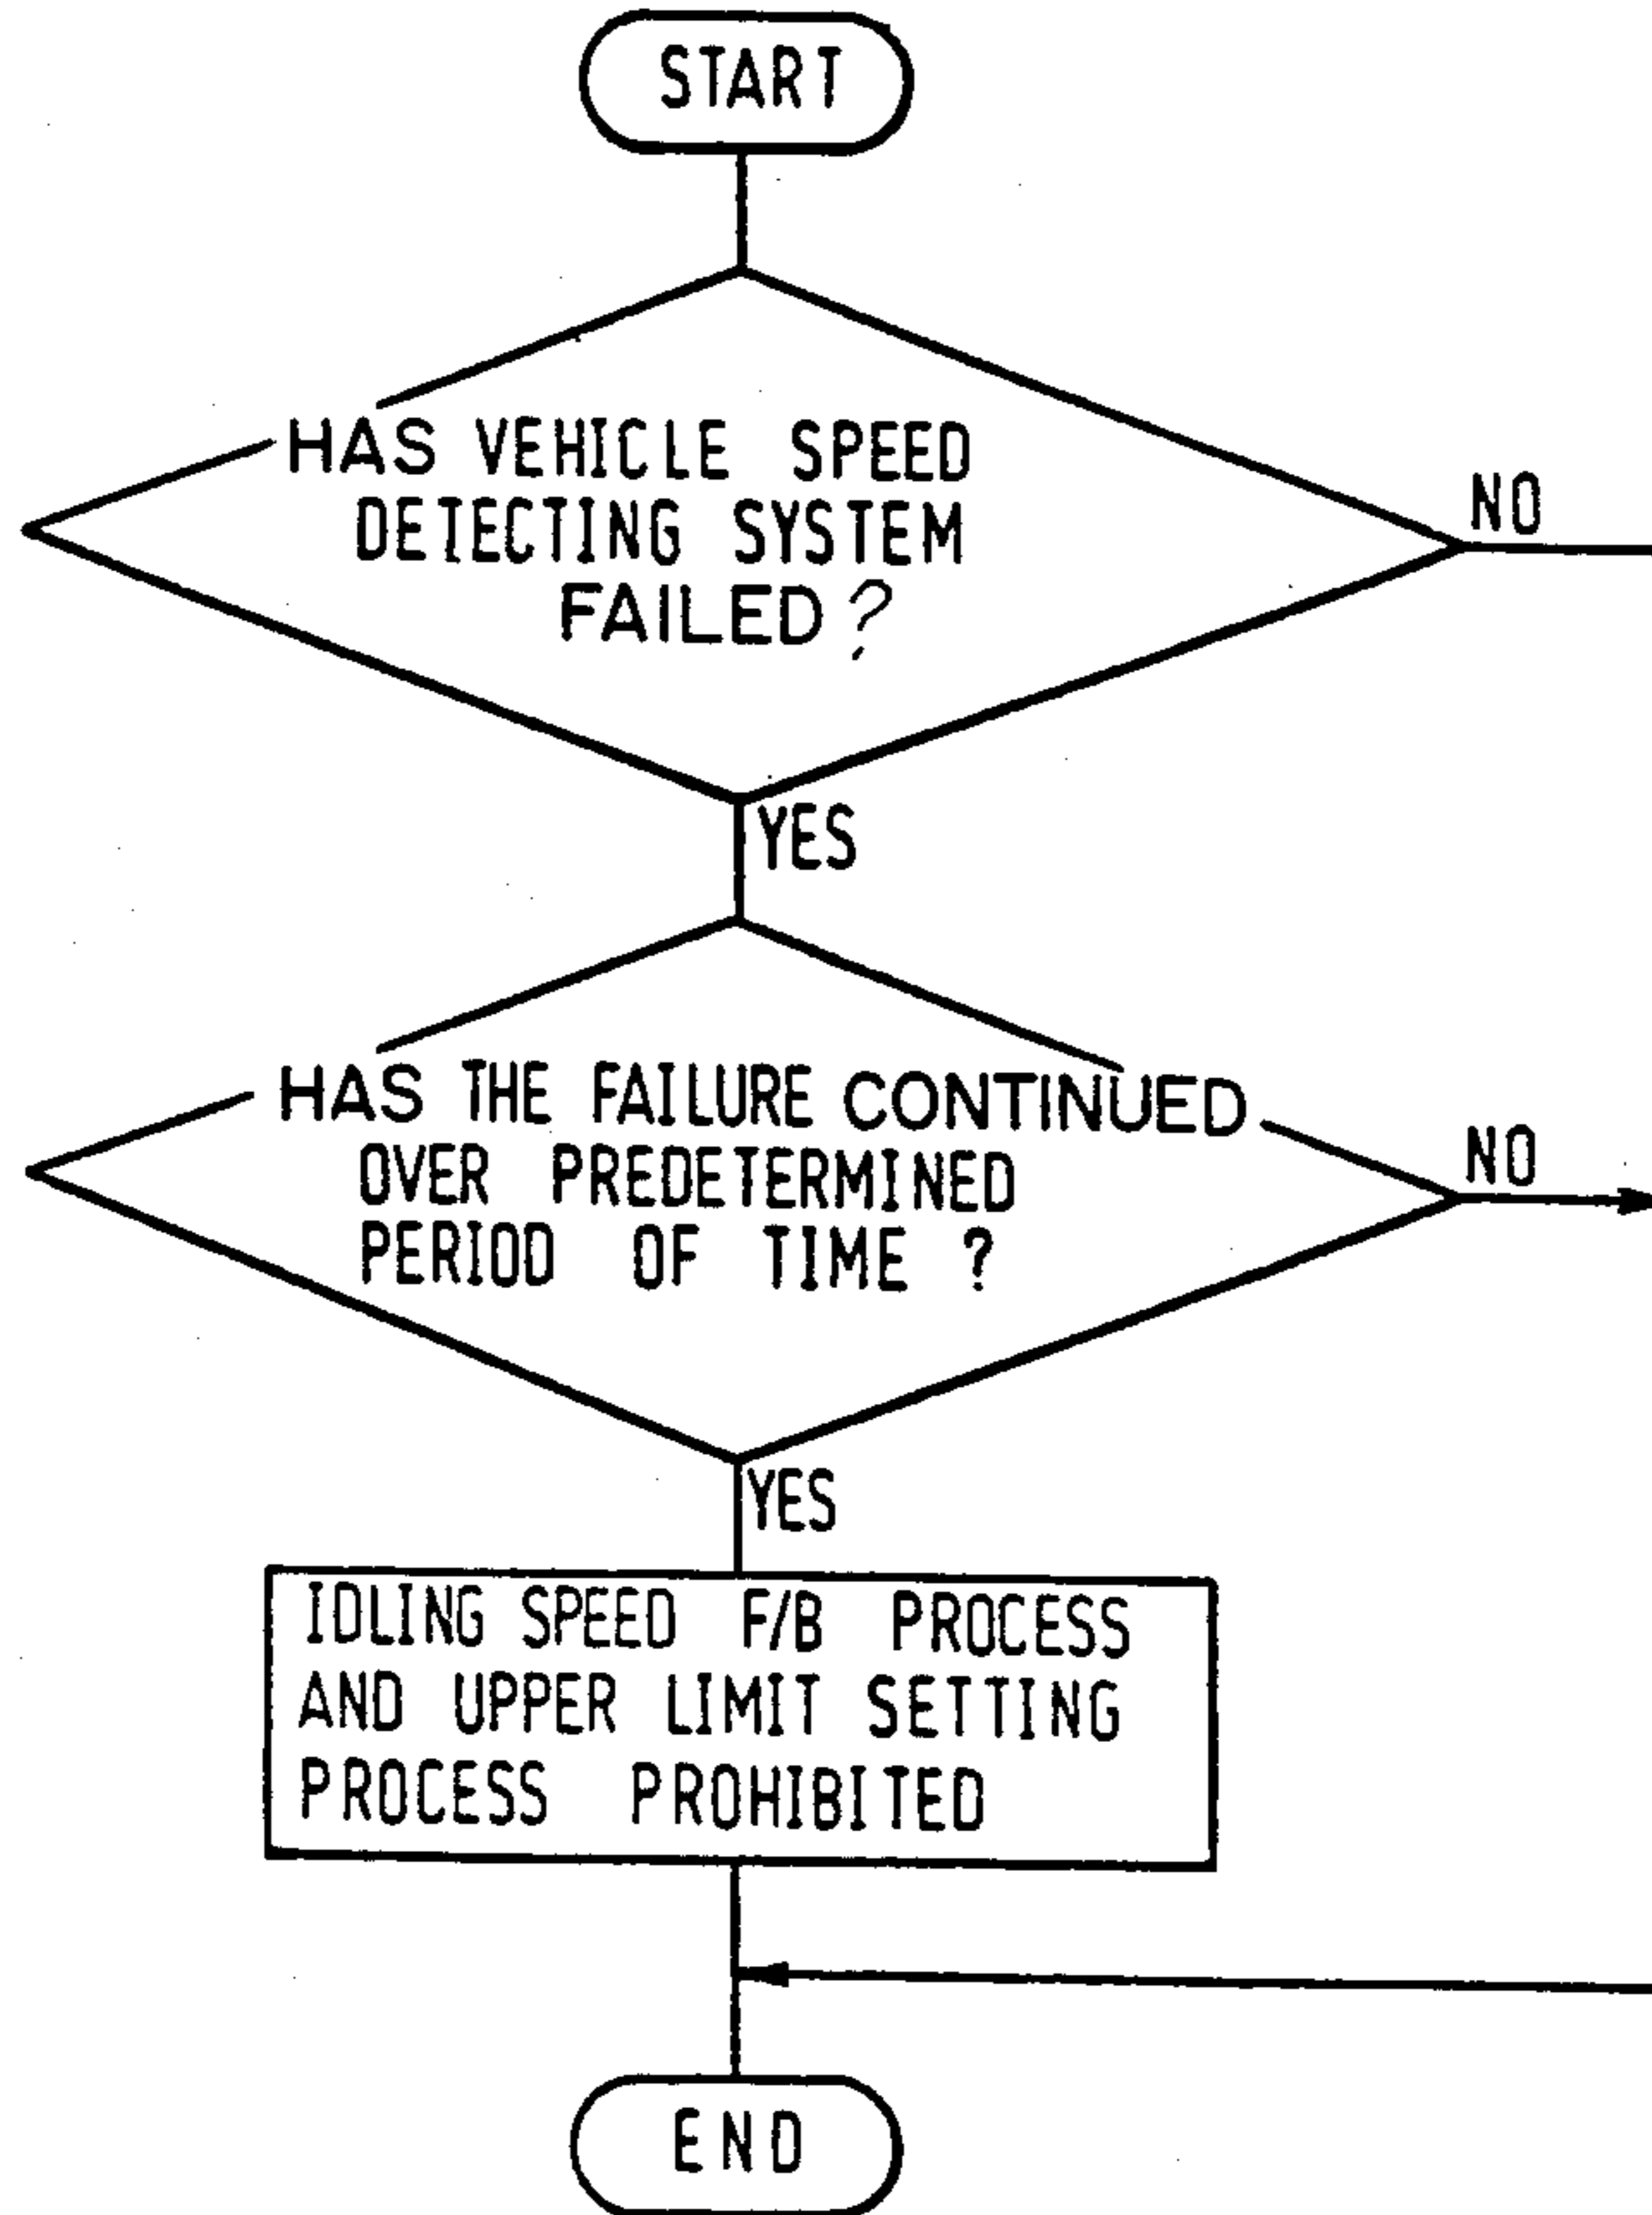 START
HAS VEHICLE SPEED
DETECTING SYSTEM
FAILED?
NO
YES
HAS THE FAILURE CONTINUED
OVER PREDETERMINED
PERIOD OF TIME ?
NO
YES
IDLING SPEED F/B PROCESS
AND UPPER LIMIT SETTING
PROCESS PROHIBITED
END